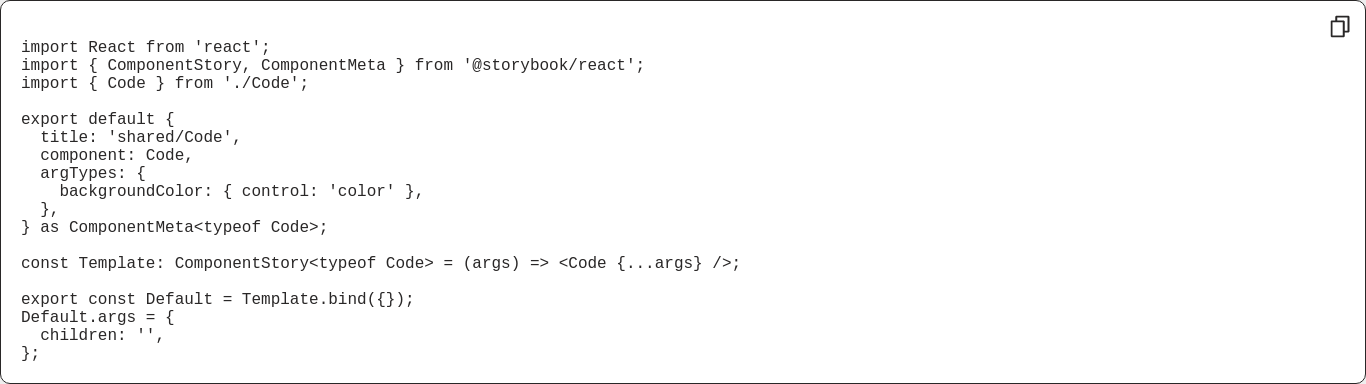 import React from 'react';
import { ComponentStory, ComponentMeta } from '@storybook/react';
import { Code } from './Code';

export default {
  title: 'shared/Code',
  component: Code,
  argTypes: {
    backgroundColor: { control: 'color' },
  },
} as ComponentMeta<typeof Code>;

const Template: ComponentStory<typeof Code> = (args) => <Code {...args} />;

export const Default = Template.bind({});
Default.args = {
  children: '',
};